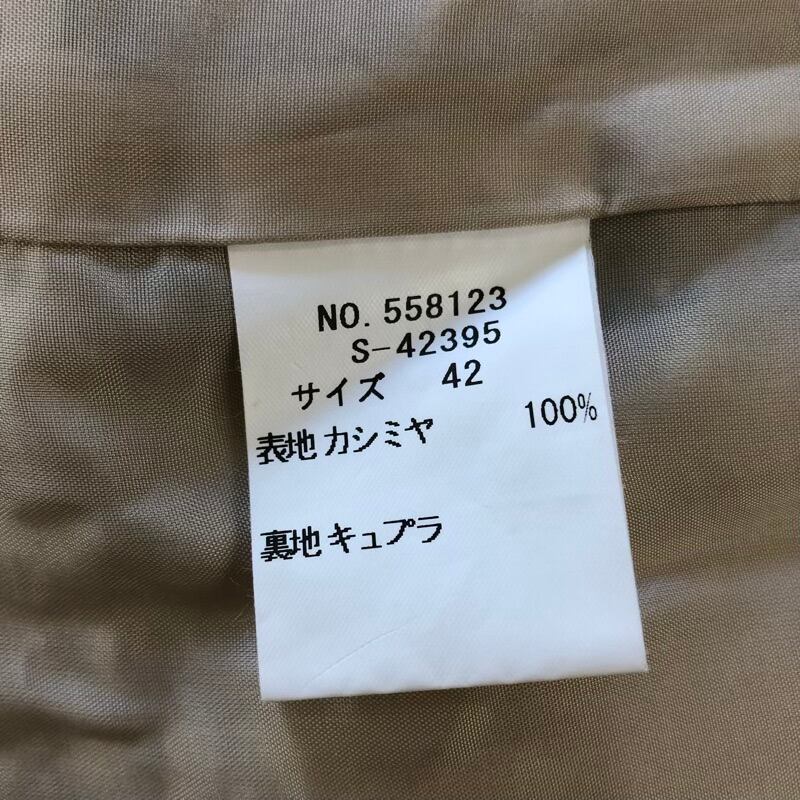 NO. 558123
S-42395
サイズ 42
表地 カシミヤ 100%
裏地 キュプラ